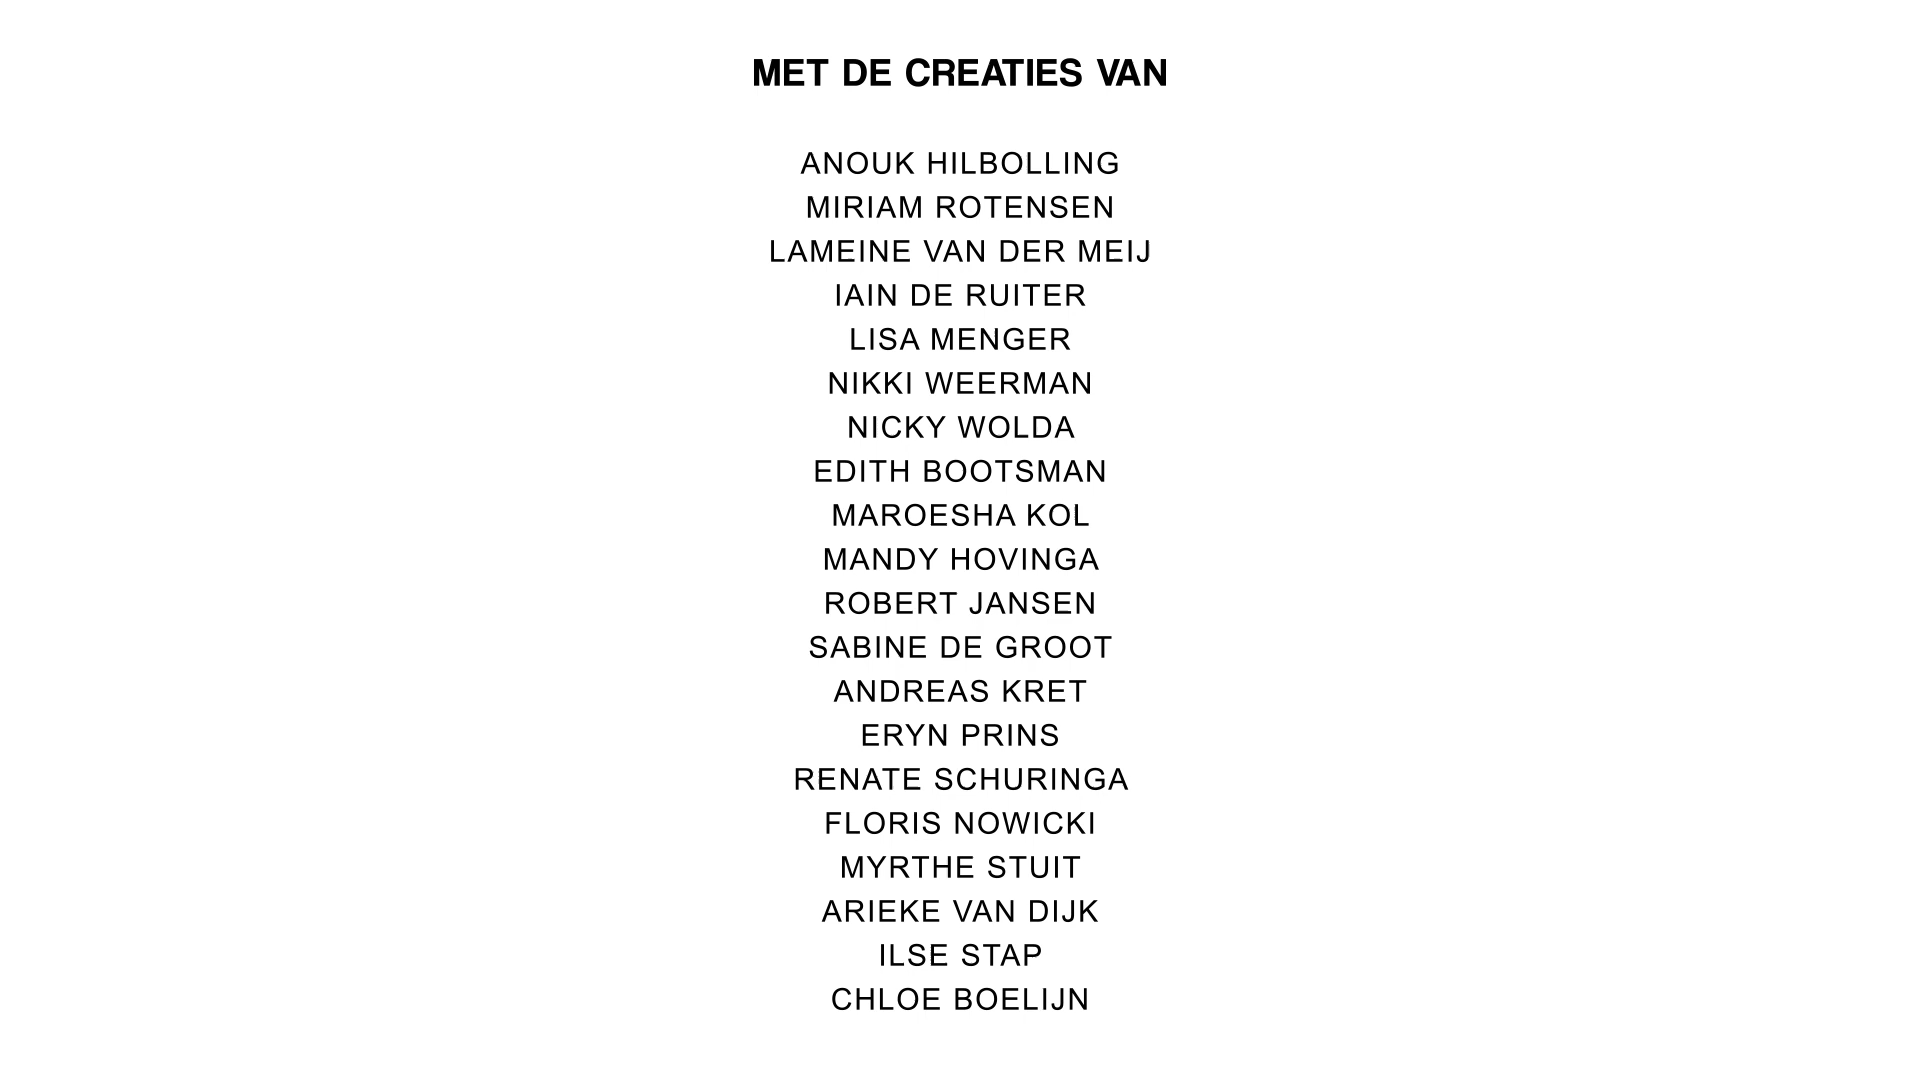 MET DE CREATIES VAN
ANOUK HILBOLLING
MIRIAM ROTENSEN
LAMEINE VAN DER MEIJ
IAIN DE RUITER
LISA MENGER
NIKKI WEERMAN
NICKY WOLDA
EDITH BOOTSMAN
MAROESHA KOL
MANDY HOVINGA
ROBERT JANSEN
SABINE DE GROOT
ANDREAS KRET
ERYN PRINS
RENATE SCHURINGA
FLORIS NOWICKI
MYRTHE STUIT
ARIEKE VAN DIJK
ILSE STAP
CHLOE BOELIJN